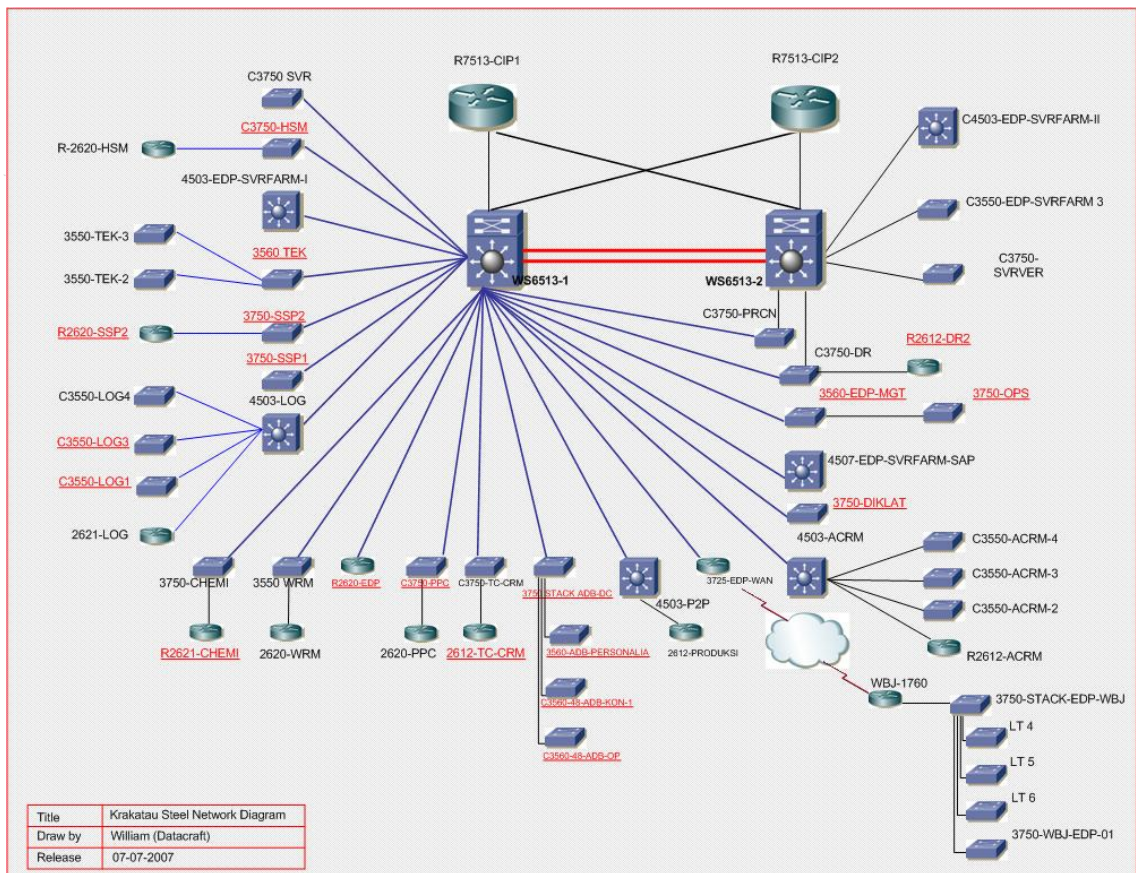 R7513-CIP1
R7513-CIP2
C3750 SVR
C3750-HSM
R-2620-HSM
4503-EDP-SVRFARM-I
3550-TEK-3
3560 TEK
3550-TEK-2
3750-SSP2
R2620-SSP2
3750-SSP1
4503-LOG
C3550-LOG4
C3550-LOG3
C3550-LOG1
2621-LOG
WS6513-1
WS6513-2
C4503-EDP-SVRFARM-II
C3550-EDP-SVRFARM 3
C3750-
SVRVER
C3750-PRCN
C3750-DR
R2612-DR2
3560-EDP-MGT
3750-OPS
4507-EDP-SVRFARM-SAP
3750-DIKLAT
4503-ACRM
C3550-ACRM-4
C3550-ACRM-3
C3550-ACRM-2
R2612-ACRM
3750-CHEMI
3550 WRM
R2620-EDP
C3750-PPC
C3750-TC-CRM
3750 STACK ADB-DC
4503-P2P
3725-EDP-WAN
R2621-CHEMI
2620-WRM
2620-PPC
2612-TC-CRM
3560-ADB-PERSONALIA
2612-PRODUKSI
C3560-48-ADB-KON-1
C3560-48-ADB-OP
WBJ-1760
3750-STACK-EDP-WBJ
LT 4
LT 5
LT 6
3750-WBJ-EDP-01
Title Krakatau Steel Network Diagram
Draw by William (Datacraft)
Release 07-07-2007